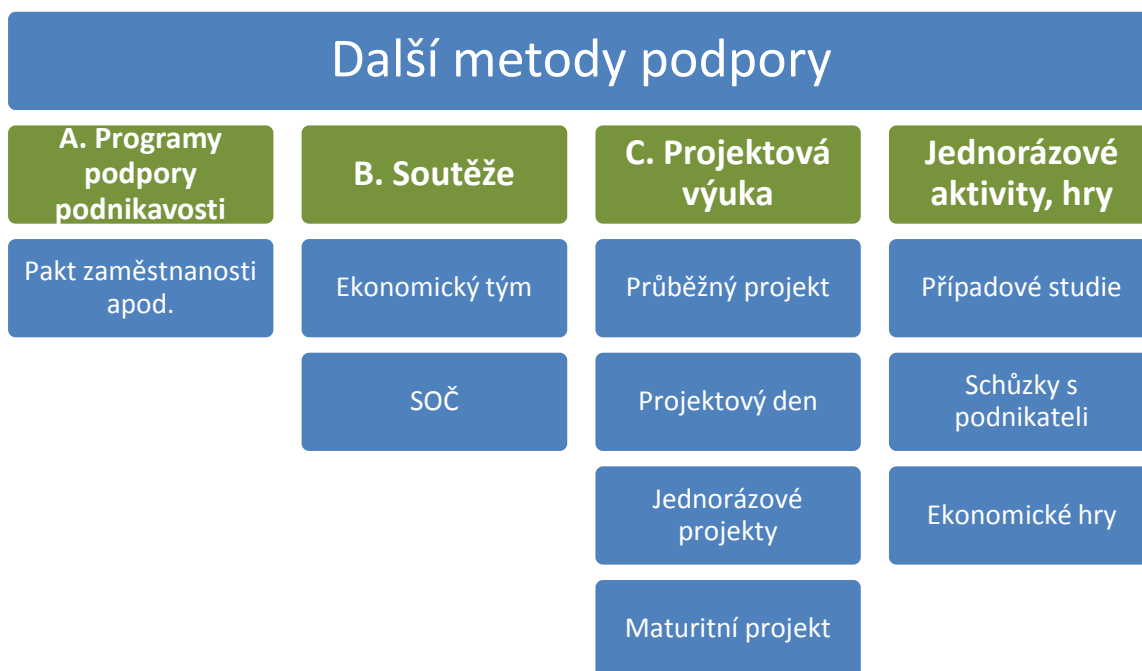 Další metody podpory
A. Programy
podpory
podnikavosti
B. Soutěže
C. Projektová
výuka
Jednorázové
aktivity, hry
Pakt zaměstnanosti
apod.
Ekonomický tým
Průběžný projekt
Případové studie
SOČ
Projektový den
Schůzky s
podnikateli
Jednorázové
projekty
Ekonomické hry
Maturitní projekt